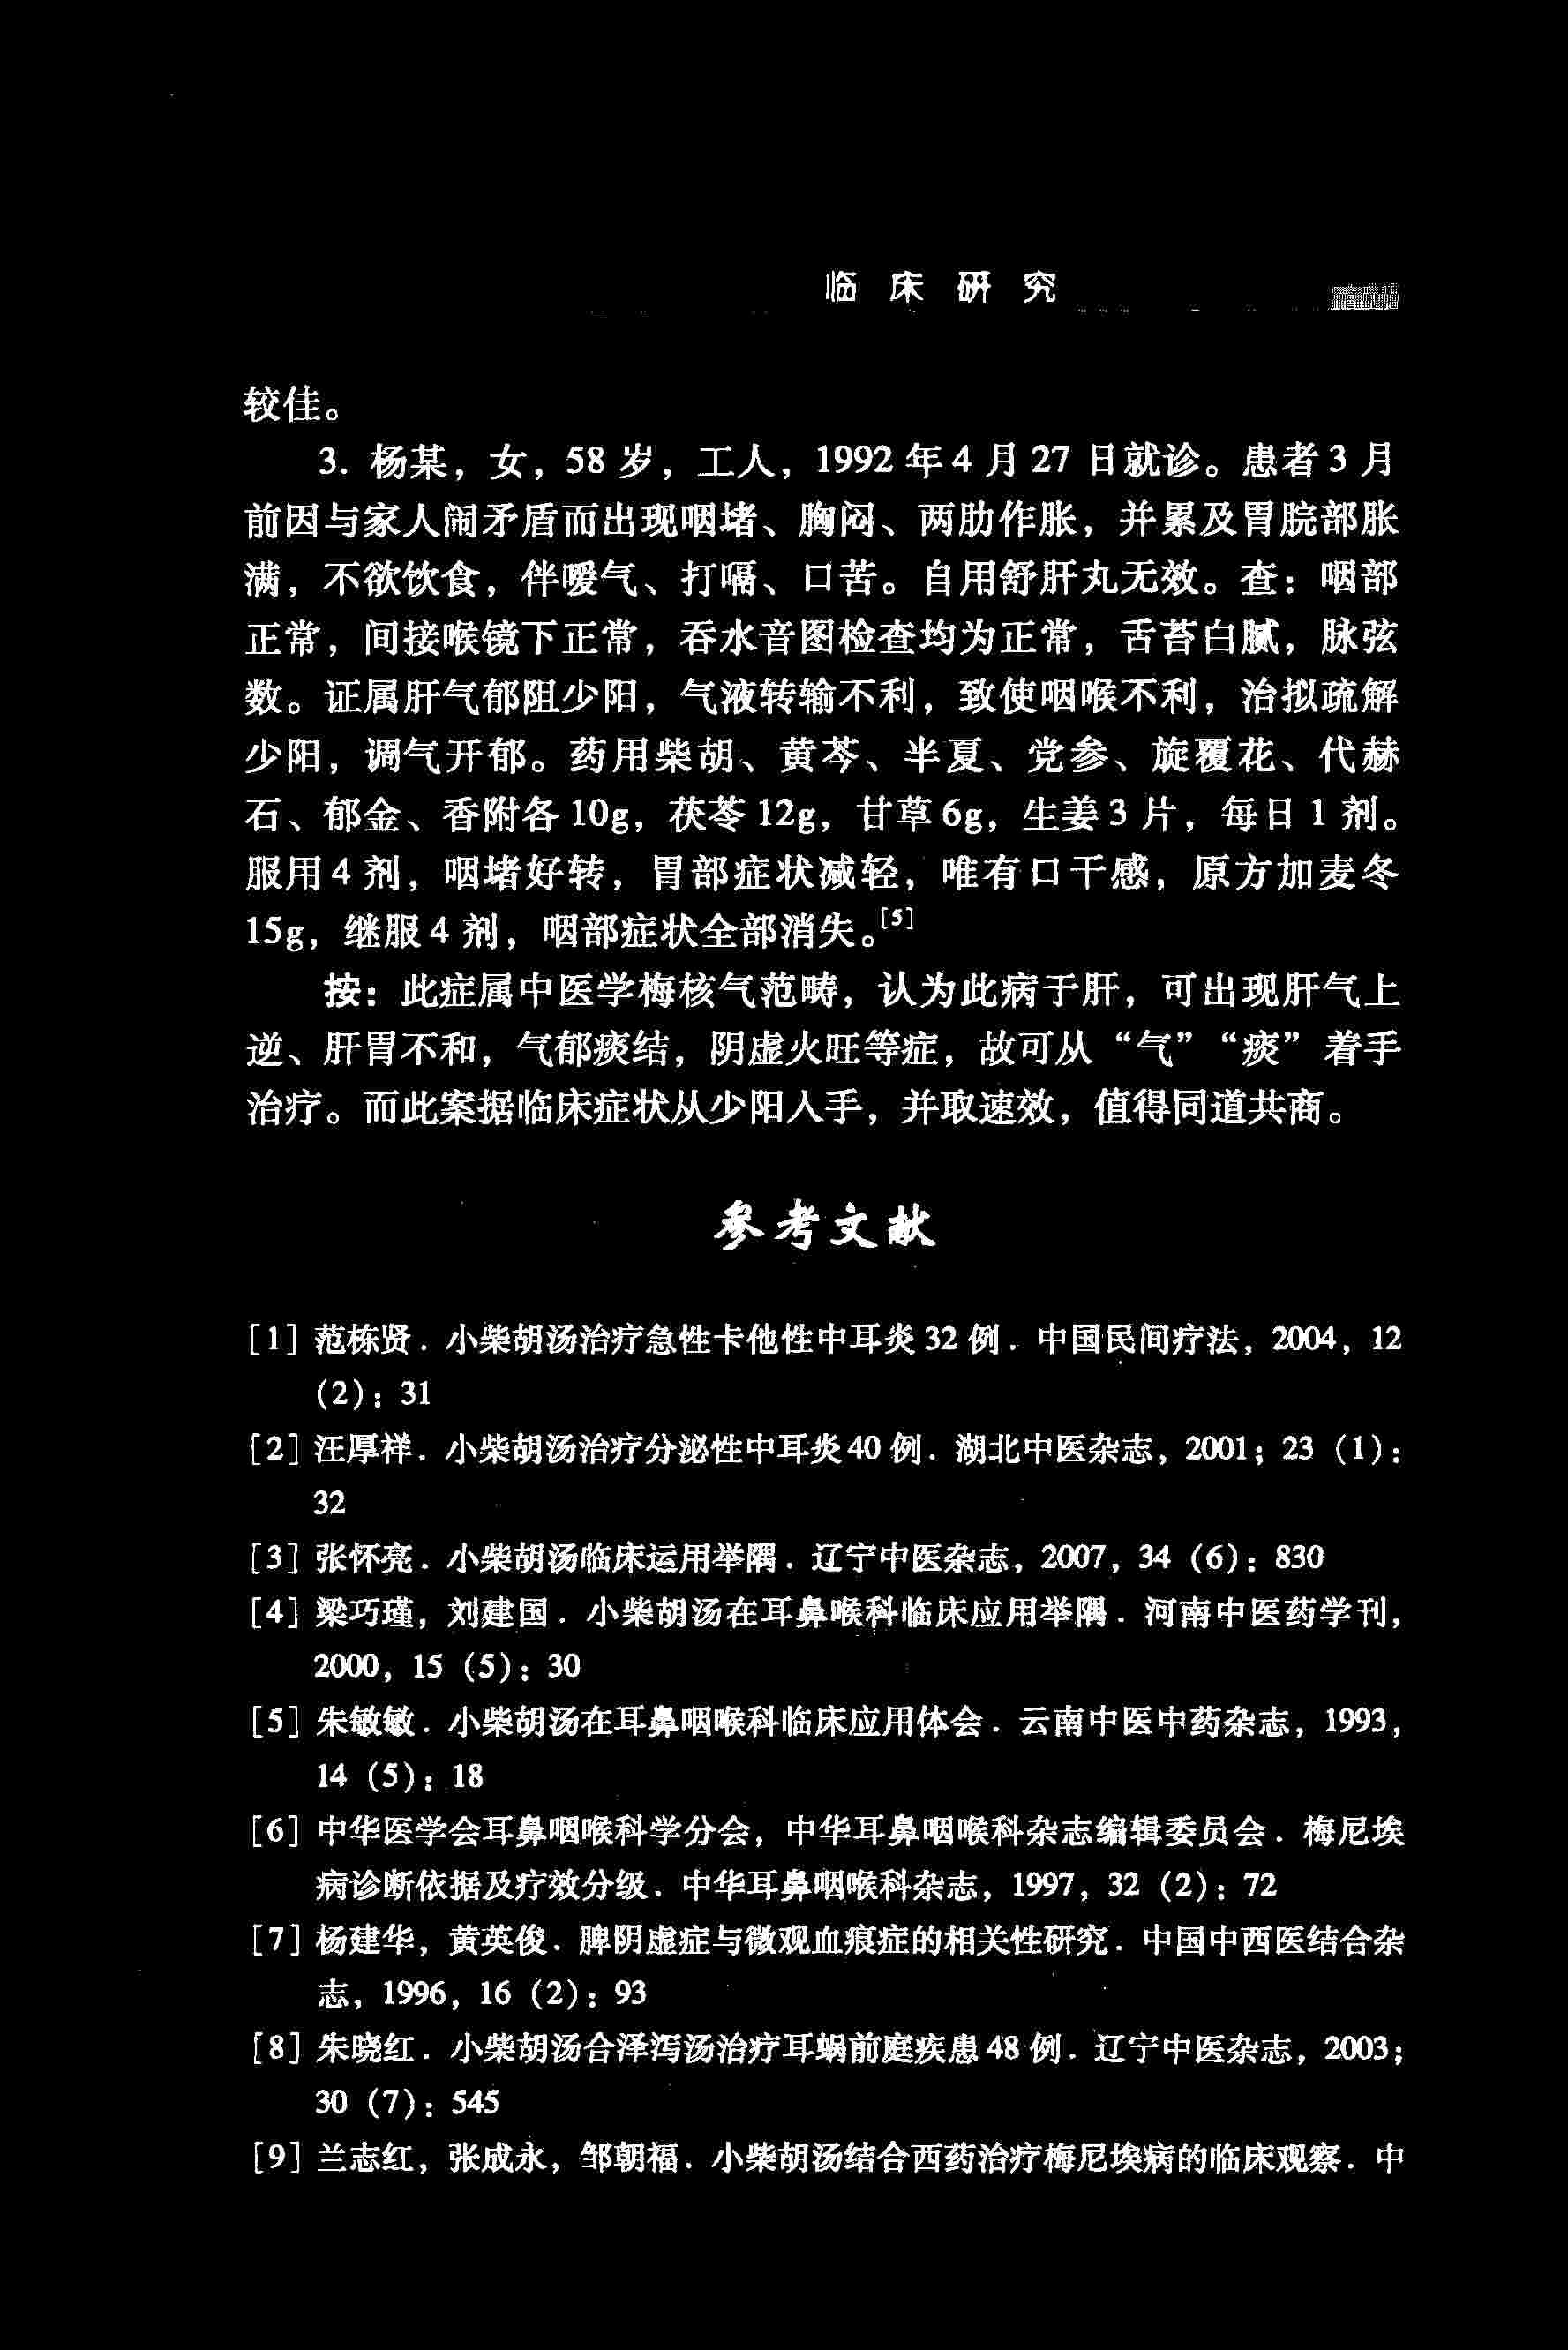 临床研究
较佳。
3. 杨某，女，58岁，工人，1992年4月27日就诊。患者3月
前因与家人闹矛盾而出现咽堵、胸闷、两肋作胀，并累及胃脘部胀
满，不欲饮食，伴嗳气、打嗝、口苦。自用舒肝丸无效。查：咽部
正常，间接喉镜下正常，吞水音图检查均为正常，舌苔白腻，脉弦
数。证属肝气郁阻少阳，气液转输不利，致使咽喉不利，治拟疏解
少阳，调气开郁。药用柴胡、黄芩、半夏、党参、旋覆花、代赫
石、郁金、香附各10g，茯苓12g，甘草6g，生姜3片，每日1剂。
服用4剂，咽堵好转，胃部症状减轻，唯有口干感，原方加麦冬
15g，继服4剂，咽部症状全部消失。[5]
按：此症属中医学梅核气范畴，认为此病于肝，可出现肝气上
逆、肝胃不和，气郁痰结，阴虚火旺等症，故可从“气”“痰”着手
治疗。而此案据临床症状从少阳入手，并取速效，值得同道共商。
参考文献
[1] 范栋贤．小柴胡汤治疗急性卡他性中耳炎32例．中国民间疗法，2004，12
(2)：31
[2] 汪厚祥．小柴胡汤治疗分泌性中耳炎40例．湖北中医杂志，2001；23（1）：
32
[3] 张怀亮．小柴胡汤临床运用举隅．辽宁中医杂志，2007，34（6）：830
[4] 梁巧瑾，刘建国．小柴胡汤在耳鼻喉科临床应用举隅．河南中医药学刊，
2000，15（5）：30
[5] 朱敏敏．小柴胡汤在耳鼻咽喉科临床应用体会．云南中医中药杂志，1993，
14（5）：18
[6] 中华医学会耳鼻咽喉科学分会，中华耳鼻咽喉科杂志编辑委员会．梅尼埃
病诊断依据及疗效分级．中华耳鼻咽喉科杂志，1997，32（2）：72
[7] 杨建华，黄英俊．脾阴虚症与微观血痕症的相关性研究．中国中西医结合杂
志，1996，16（2）：93
[8] 朱晓红．小柴胡汤合泽泻汤治疗耳蜗前庭疾患48例．辽宁中医杂志，2003；
30（7）：545
[9] 兰志红，张成永，邹朝福．小柴胡汤结合西药治疗梅尼埃病的临床观察．中